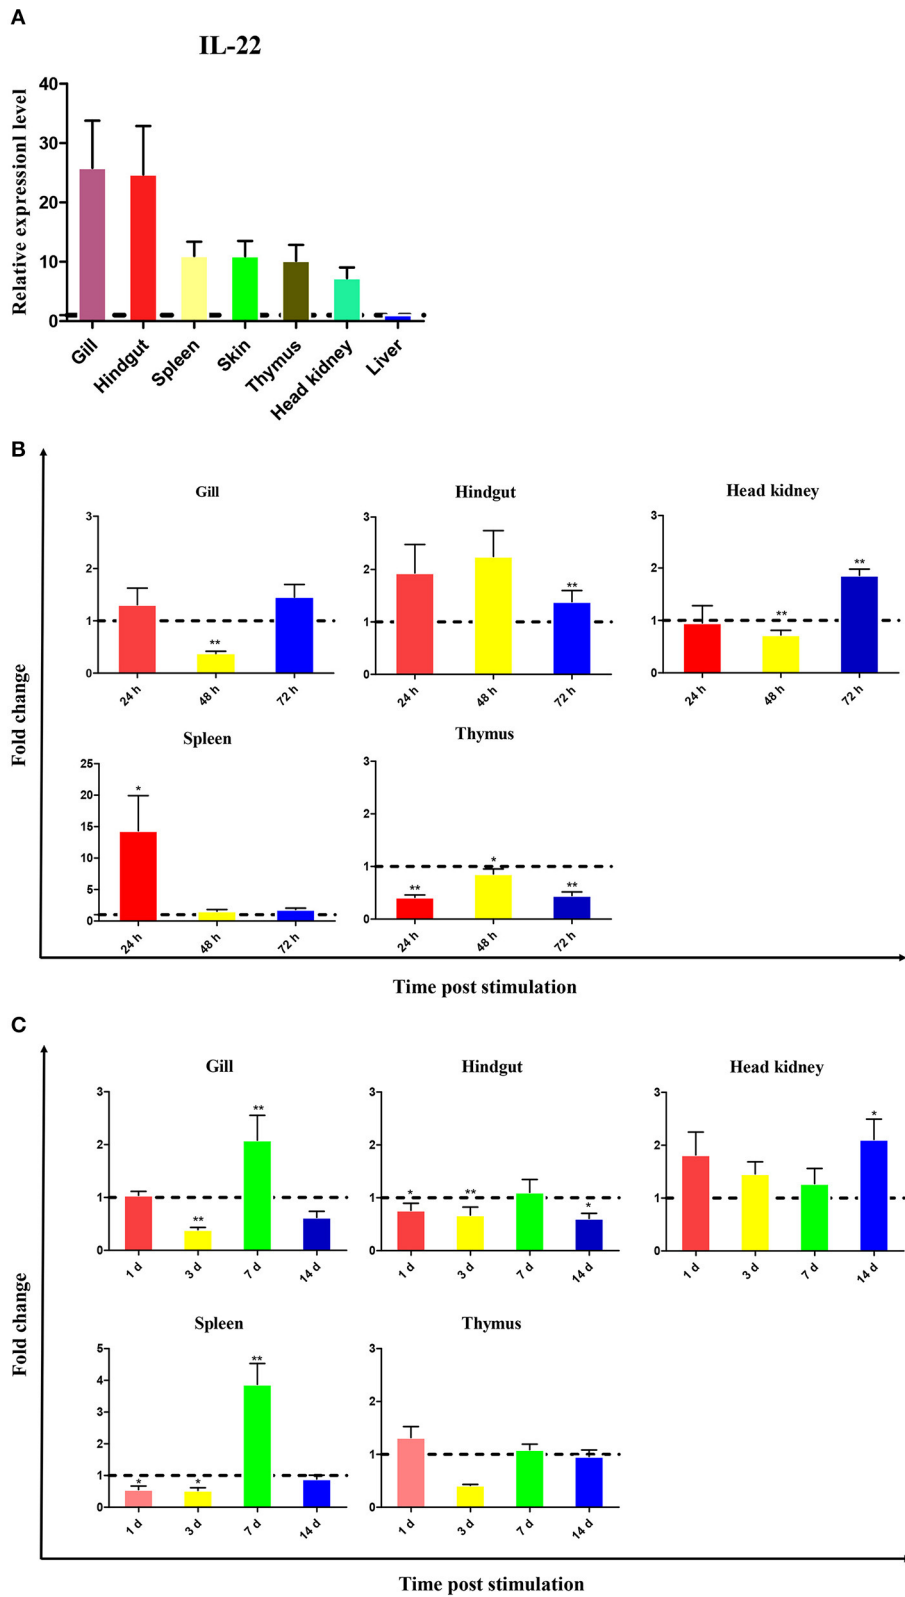 A
IL-22
Relative expressionl level
40
30
20
10
0
Gill
Hindgut
Spleen
Skin
Thymus
Head kidney
Liver
B
Fold change
Gill
3
2
1
0
**
24 h
48 h
72 h
Hindgut
3
2
1
0
**
24 h
48 h
72 h
Head kidney
3
2
1
0
**
**
24 h
48 h
72 h
Spleen
25
20
15
10
5
0
*
24 h
48 h
72 h
Thymus
3
2
1
0
**
*
**
24 h
48 h
72 h
Time post stimulation
C
Fold change
Gill
3
2
1
0
**
**
1 d
3 d
7 d
14 d
Hindgut
3
2
1
0
*
**
*
1 d
3 d
7 d
14 d
Head kidney
3
2
1
0
*
1 d
3 d
7 d
14 d
Spleen
5
4
3
2
1
0
*
*
**
1 d
3 d
7 d
14 d
Thymus
3
2
1
0
1 d
3 d
7 d
14 d
Time post stimulation